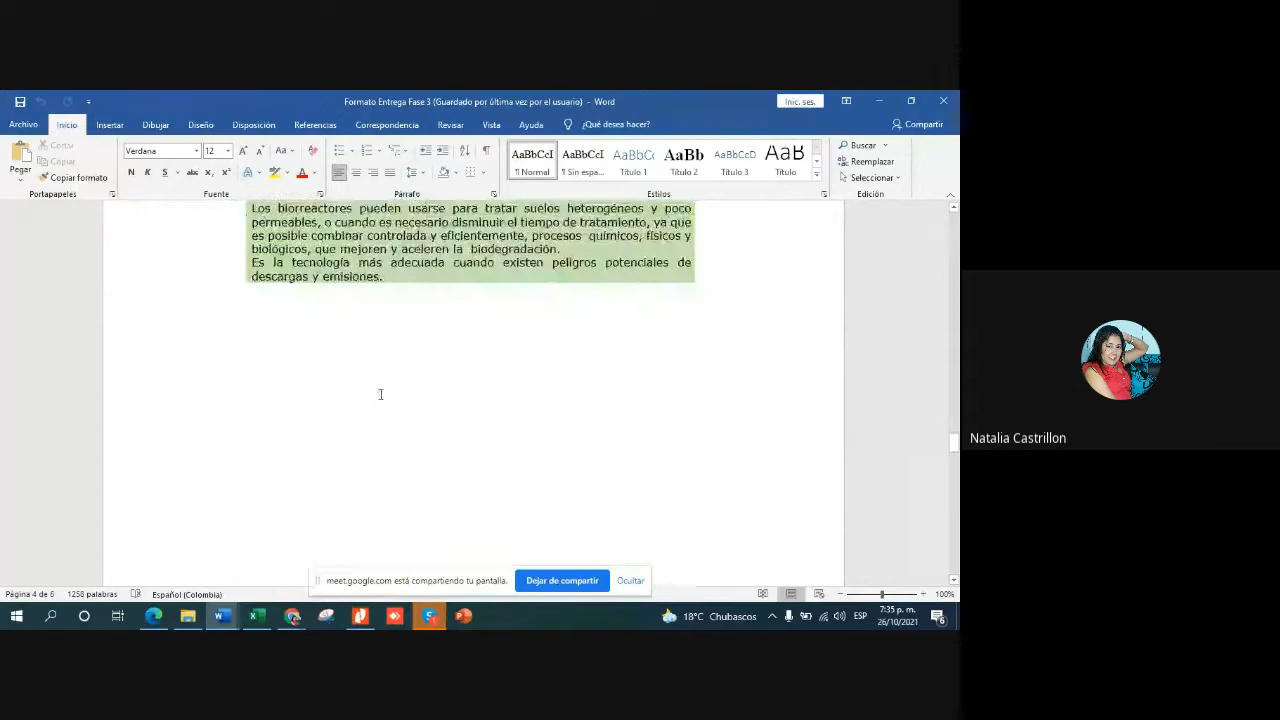 Formato Entrega Fase 3 (Guardado por última vez por el usuario) - Word
Inic. ses.
Archivo Inicio Insertar Dibujar Diseño Disposición Referencias Correspondencia Revisar Vista Ayuda ¿Qué desea hacer? Compartir
Pegar
Cortar
Copiar
Copiar formato
Verdana 12
N K S abc x₂ x² A
AaBbCcI AaBbCcI AaBbCc AaBb AaBbCcD AaB
¶ Normal ¶ Sin espa... Título 1 Título 2 Título 3 Título
Buscar
Reemplazar
Seleccionar
Portapapeles Fuente Párrafo Estilos Edición
Los biorreactores pueden usarse para tratar suelos heterogéneos y poco
permeables, o cuando es necesario disminuir el tiempo de tratamiento, ya que
es posible combinar controlada y eficientemente, procesos químicos, físicos y
biológicos, que mejoren y aceleren la biodegradación.
Es la tecnología más adecuada cuando existen peligros potenciales de
descargas y emisiones.
Natalia Castrillon
meet.google.com está compartiendo tu pantalla. Dejar de compartir Ocultar
Página 4 de 6 1258 palabras Español (Colombia) 100%
18°C Chubascos ESP 7:35 p. m.
26/10/2021 6